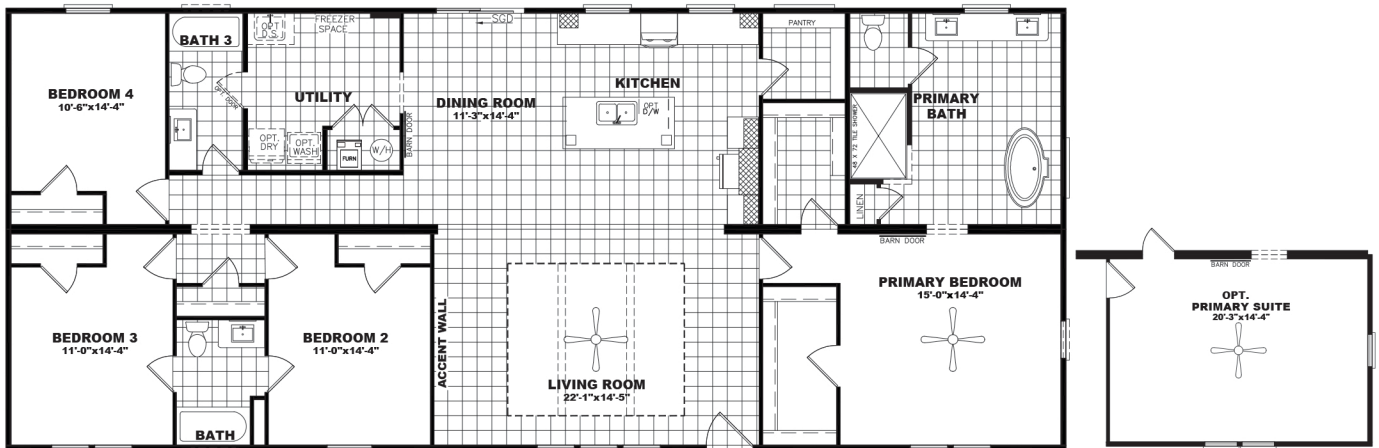 BEDROOM 4
10'-6"x14'-4"
BATH 3
OPT
D.S.
FREEZER
SPACE
OPT. DOOR
UTILITY
OPT.
DRY
OPT.
WASH
FURN
W/H
BARN DOOR
SGD
DINING ROOM
11'-3"x14'-4"
KITCHEN
OPT
D/W
PANTRY
48 X 72 TILE SHOWER
LINEN
PRIMARY
BATH
BEDROOM 3
11'-0"x14'-4"
BATH
BEDROOM 2
11'-0"x14'-4"
ACCENT WALL
LIVING ROOM
22'-1"x14'-5"
BARN DOOR
PRIMARY BEDROOM
15'-0"x14'-4"
BARN DOOR
OPT.
PRIMARY SUITE
20'-3"x14'-4"